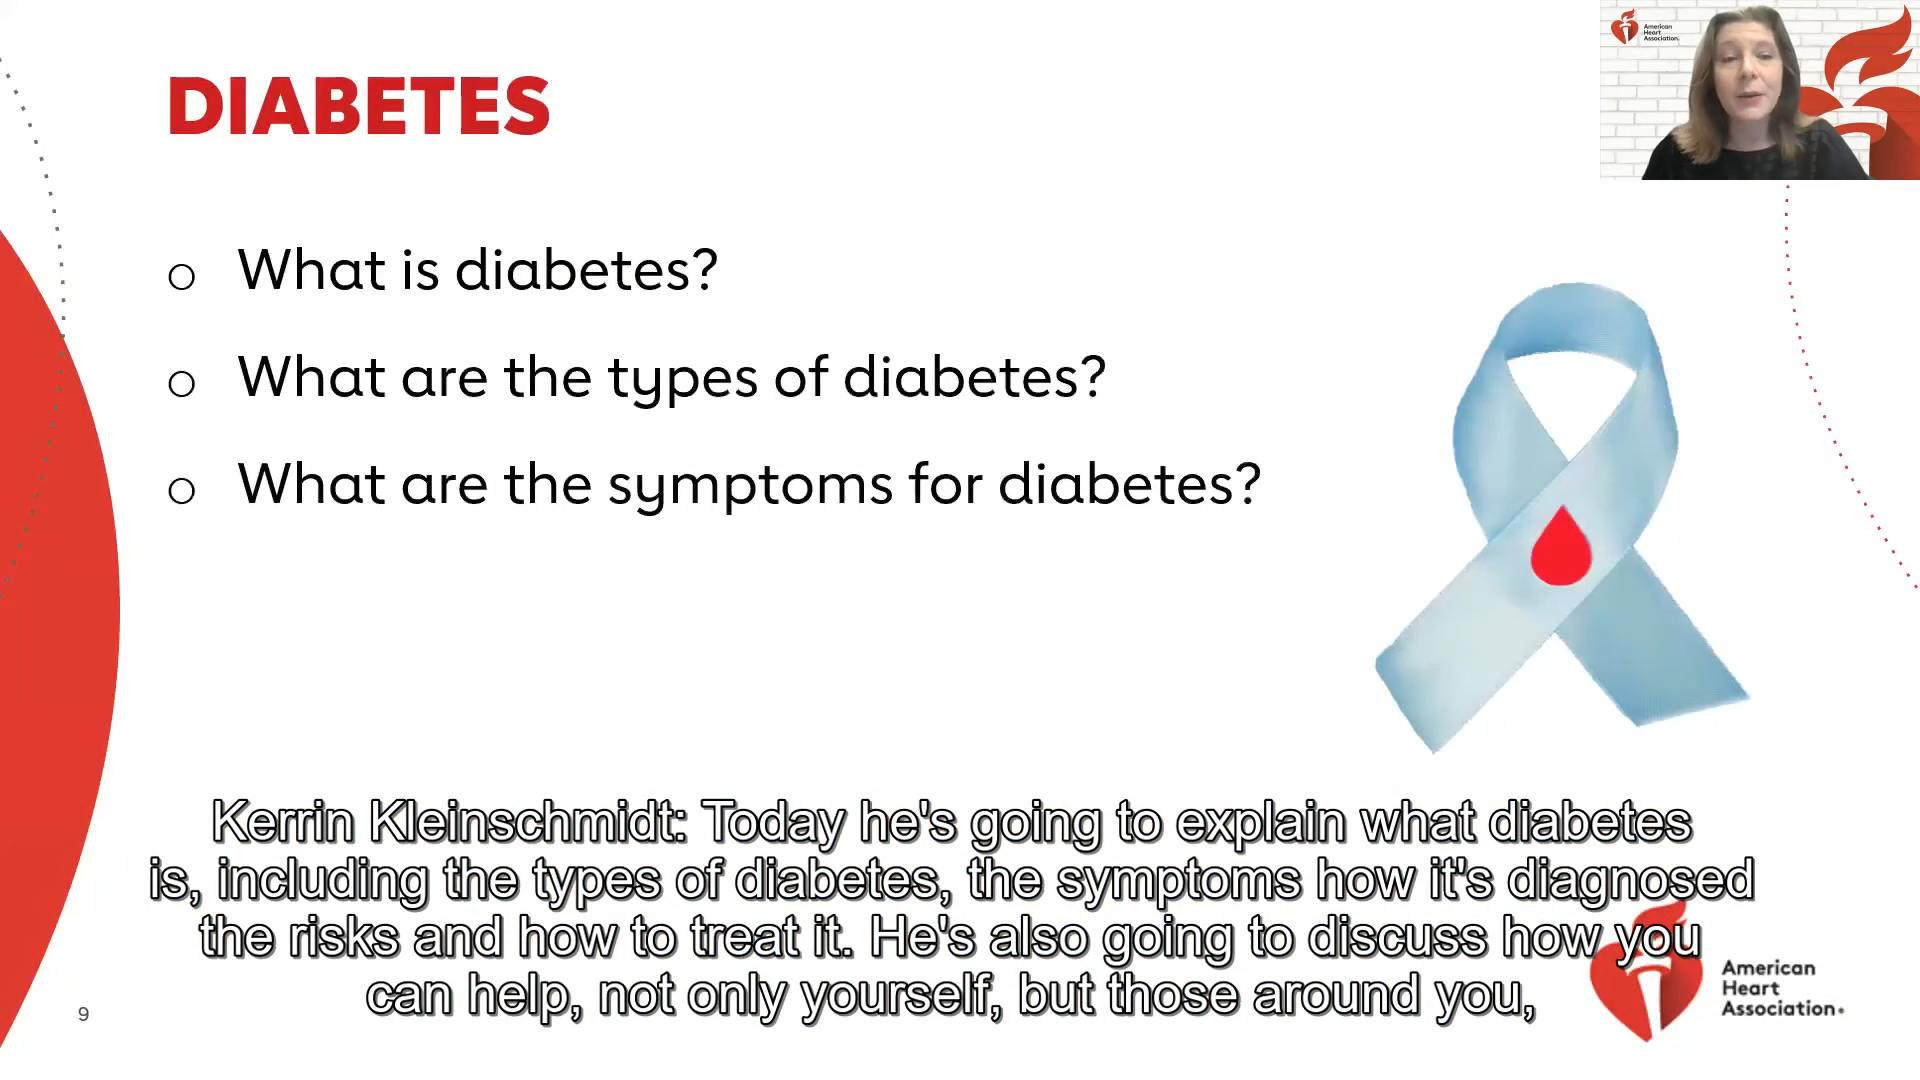 American
Heart
Association.
DIABETES
o What is diabetes?
o What are the types of diabetes?
o What are the symptoms for diabetes?
Kerrin Kleinschmidt: Today he's going to explain what diabetes
is, including the types of diabetes, the symptoms how it's diagnosed
the risks and how to treat it. He's also going to discuss how you
can help, not only yourself, but those around you,
American
Heart
Association.
9